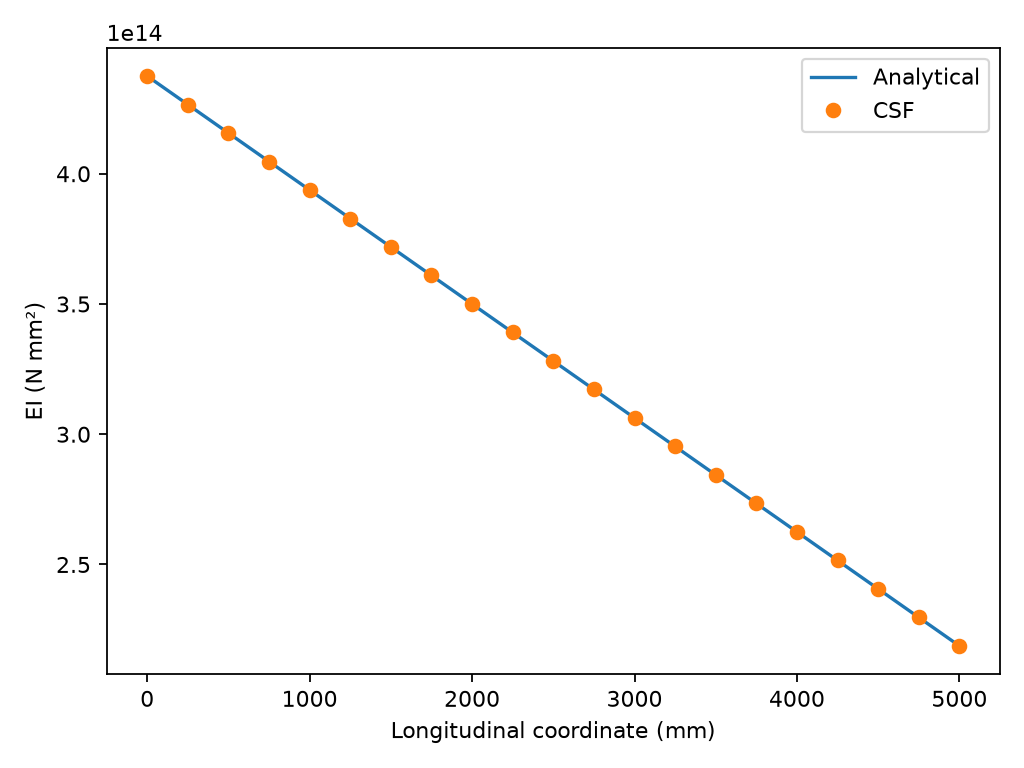 1e14
Analytical
CSF
4.0
3.5
3.0
2.5
EI (N mm²)
0 1000 2000 3000 4000 5000
Longitudinal coordinate (mm)